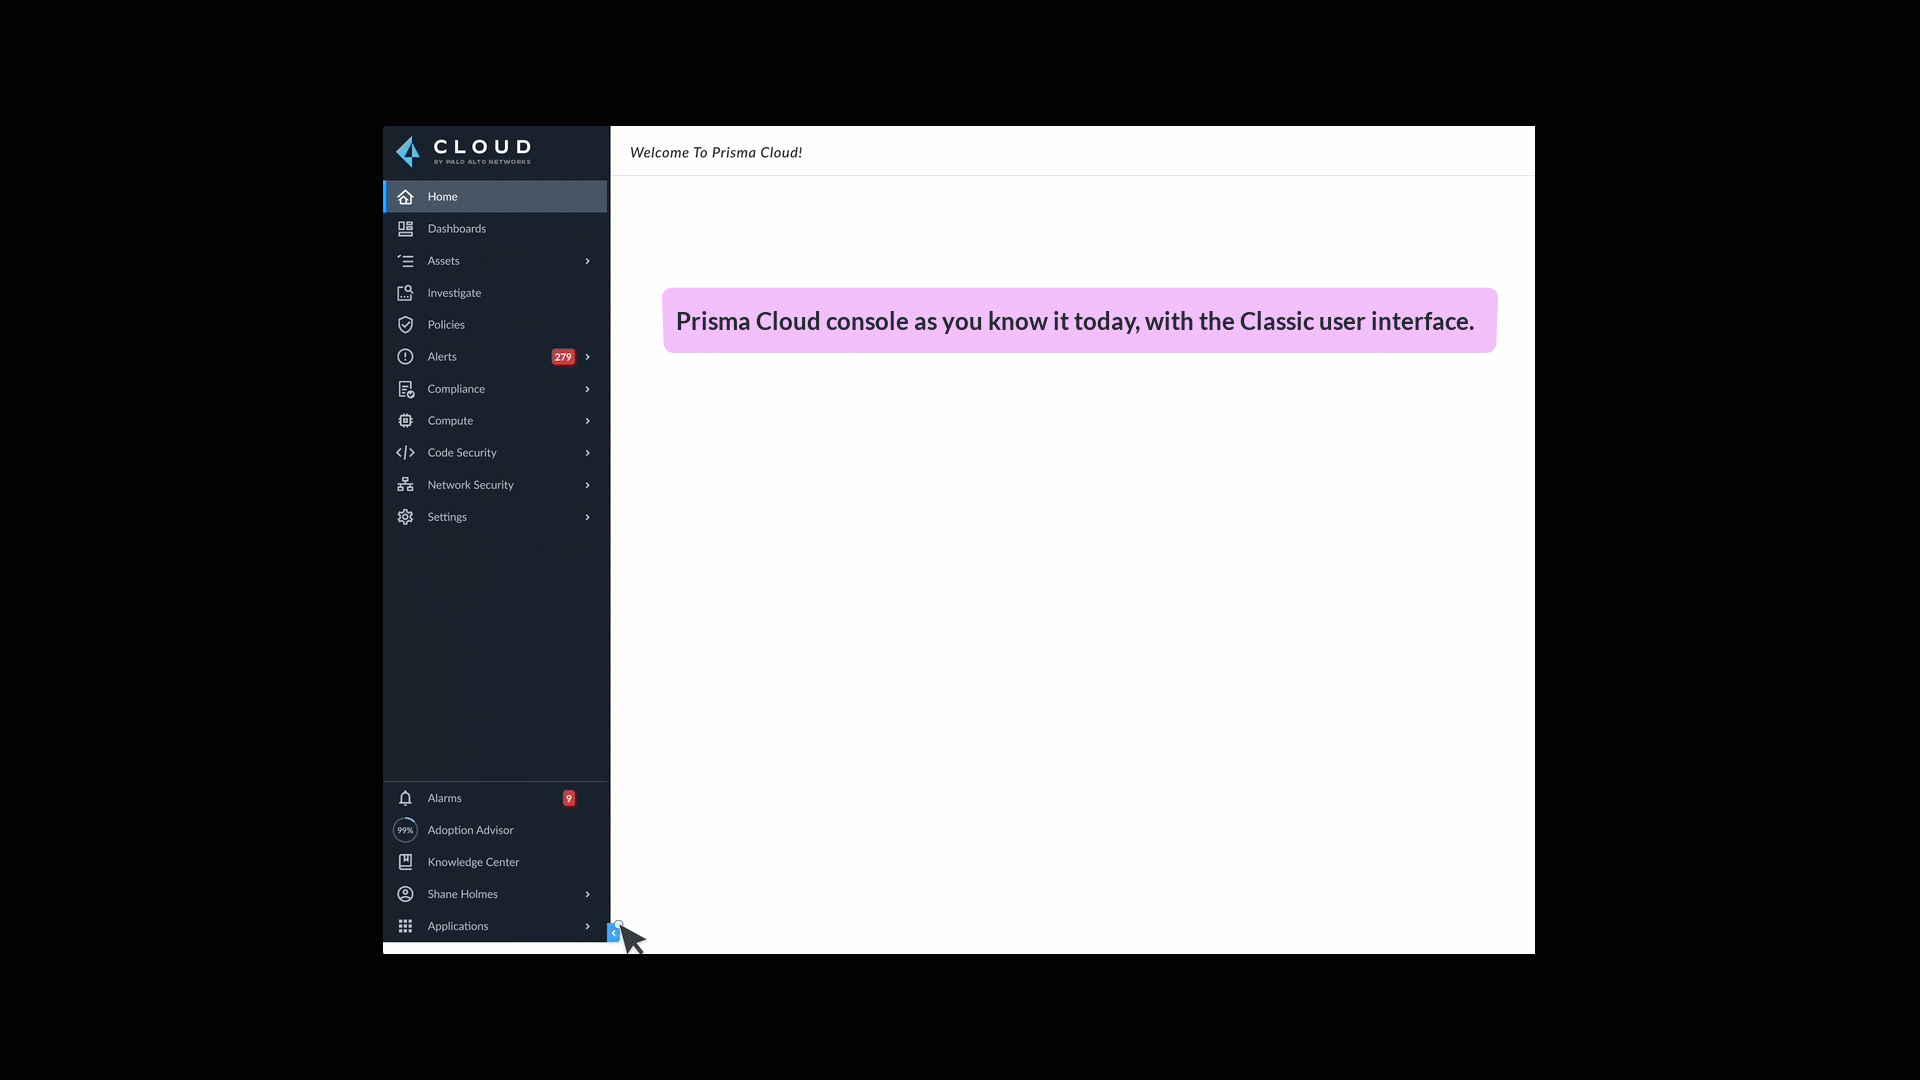 CLOUD
BY PALO ALTO NETWORKS
Welcome To Prisma Cloud!
Home
Dashboards
Assets
Investigate
Policies
Alerts 279
Compliance
Compute
Code Security
Network Security
Settings
Prisma Cloud console as you know it today, with the Classic user interface.
Alarms 9
99% Adoption Advisor
Knowledge Center
Shane Holmes
Applications